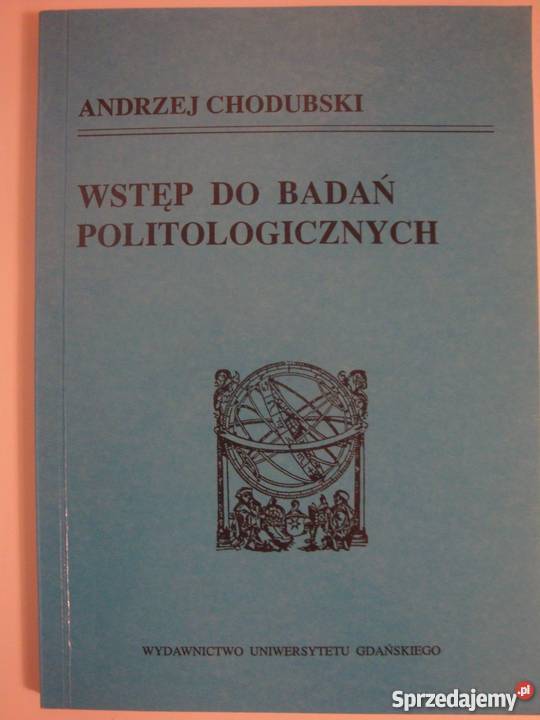 ANDRZEJ CHODUBSKI
WSTĘP DO BADAŃ
POLITOLOGICZNYCH
WYDAWNICTWO UNIWERSYTETU GDAŃSKIEGO
Sprzedajemy.pl